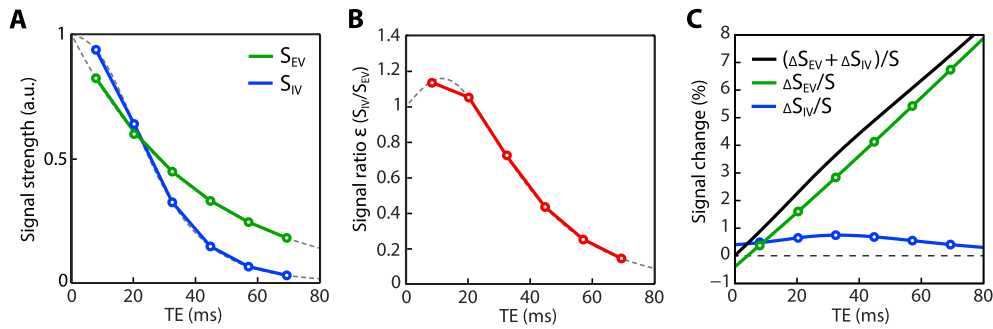 A
Signal strength (a.u.)
1
0.5
0
0 20 40 60 80
TE (ms)
S_EV
S_IV
B
Signal ratio ε (S_IV/S_EV)
1.4
1.2
1
0.8
0.6
0.4
0.2
0
0 20 40 60 80
TE (ms)
C
Signal change (%)
8
7
6
5
4
3
2
1
0
−1
0 20 40 60 80
TE (ms)
(ΔS_EV + ΔS_IV)/S
ΔS_EV/S
ΔS_IV/S